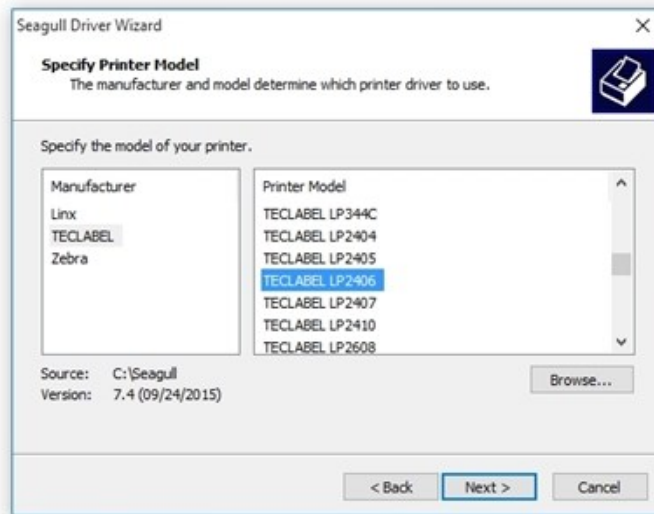 Seagull Driver Wizard
Specify Printer Model
The manufacturer and model determine which printer driver to use.
Specify the model of your printer.
Manufacturer
Linx
TECLABEL
Zebra
Printer Model
TECLABEL LP344C
TECLABEL LP2404
TECLABEL LP2405
TECLABEL LP2406
TECLABEL LP2407
TECLABEL LP2410
TECLABEL LP2608
Source: C:\Seagull
Version: 7.4 (09/24/2015)
Browse...
< Back
Next >
Cancel